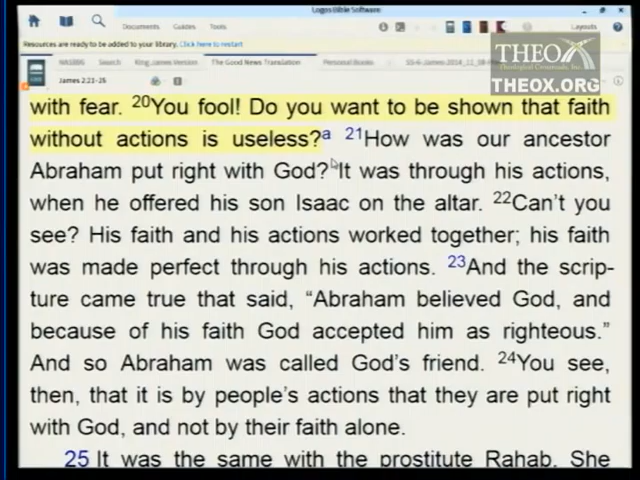 Logos Bible Software
Documents Guides Tools Layouts
Resources are ready to be added to your library. Click here to restart
NASB95 Search King James Version The Good News Translation Personal Books
James 2:21-26
THEOX
THEOX.ORG
with fear. 20You fool! Do you want to be shown that faith
without actions is useless?a 21How was our ancestor
Abraham put right with God? It was through his actions,
when he offered his son Isaac on the altar. 22Can't you
see? His faith and his actions worked together; his faith
was made perfect through his actions. 23And the scrip-
ture came true that said, "Abraham believed God, and
because of his faith God accepted him as righteous."
And so Abraham was called God's friend. 24You see,
then, that it is by people's actions that they are put right
with God, and not by their faith alone.
25 It was the same with the prostitute Rahab. She